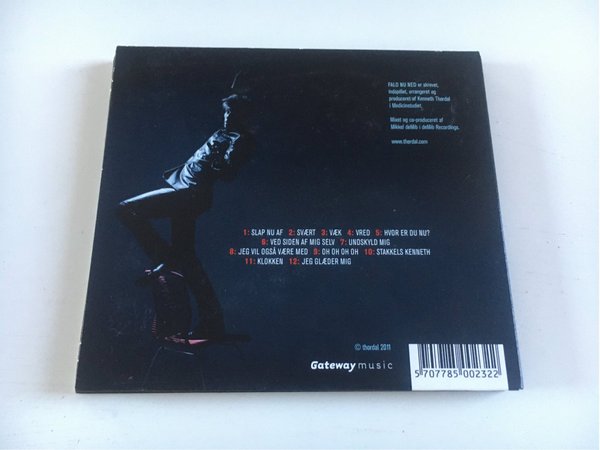 FALD NU NED er skrevet,
indspillet, arrangeret og
produceret af Kenneth Thordal
i Medicinstudiet.
Mixet og co-produceret af
Mikkel deMib i deMib Recordings.
www.thordal.com
1: SLAP NU AF 2: SVÆRT 3: VÆK 4: VRED 5: HVOR ER DU NU?
6: VED SIDEN AF MIG SELV 7: UNDSKYLD MIG
8: JEG VIL OGSÅ VÆRE MED 9: OH OH OH OH 10: STAKKELS KENNETH
11: KLOKKEN 12: JEG GLÆDER MIG
© thordal 2011
Gateway music
5 707785 002322